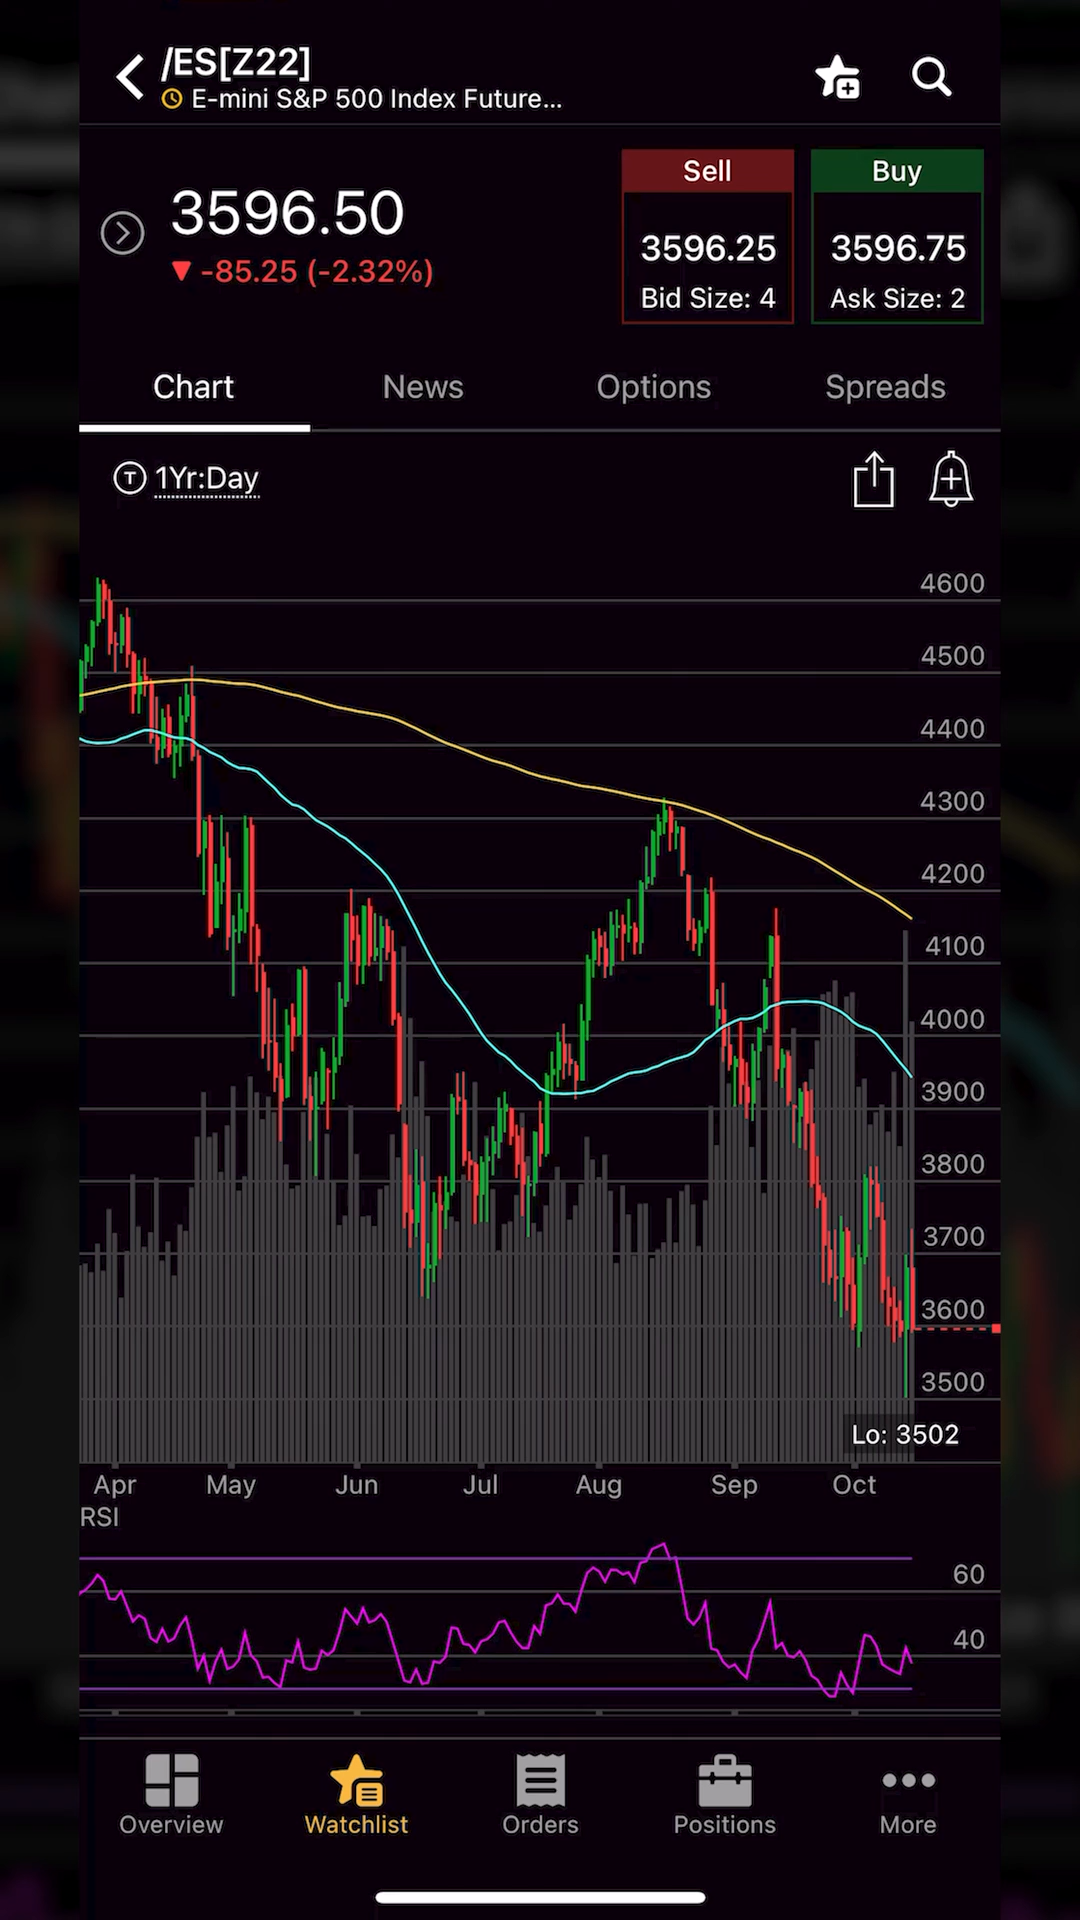 /ES[Z22]
E-mini S&P 500 Index Future...
3596.50
-85.25 (-2.32%)
Sell
3596.25
Bid Size: 4
Buy
3596.75
Ask Size: 2
Chart
News
Options
Spreads
T
1Yr:Day
4600
4500
4400
4300
4200
4100
4000
3900
3800
3700
3600
3500
Lo: 3502
Apr
May
Jun
Jul
Aug
Sep
Oct
RSI
60
40
Overview
Watchlist
Orders
Positions
More